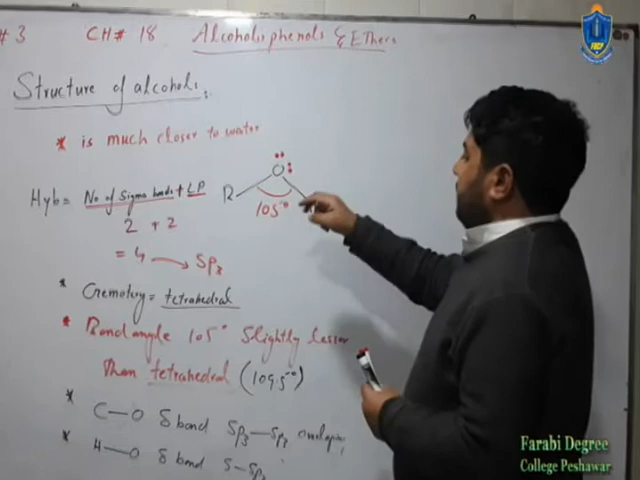 # 3 CH# 18 Alcohols, phenols & Ethers
Structure of alcohols:
* is much closer to water
Hyb = No of Sigma bonds + LP
2 + 2
= 4 → Sp3
R O
105°
* Geometry = tetrahedral
* Bond angle 105° slightly lesser
Than tetrahedral (109.5°)
* C—O δ bond Sp3—Sp3 overlaping
* H—O δ bond S—Sp3
FDCP
Farabi Degree
College Peshawar